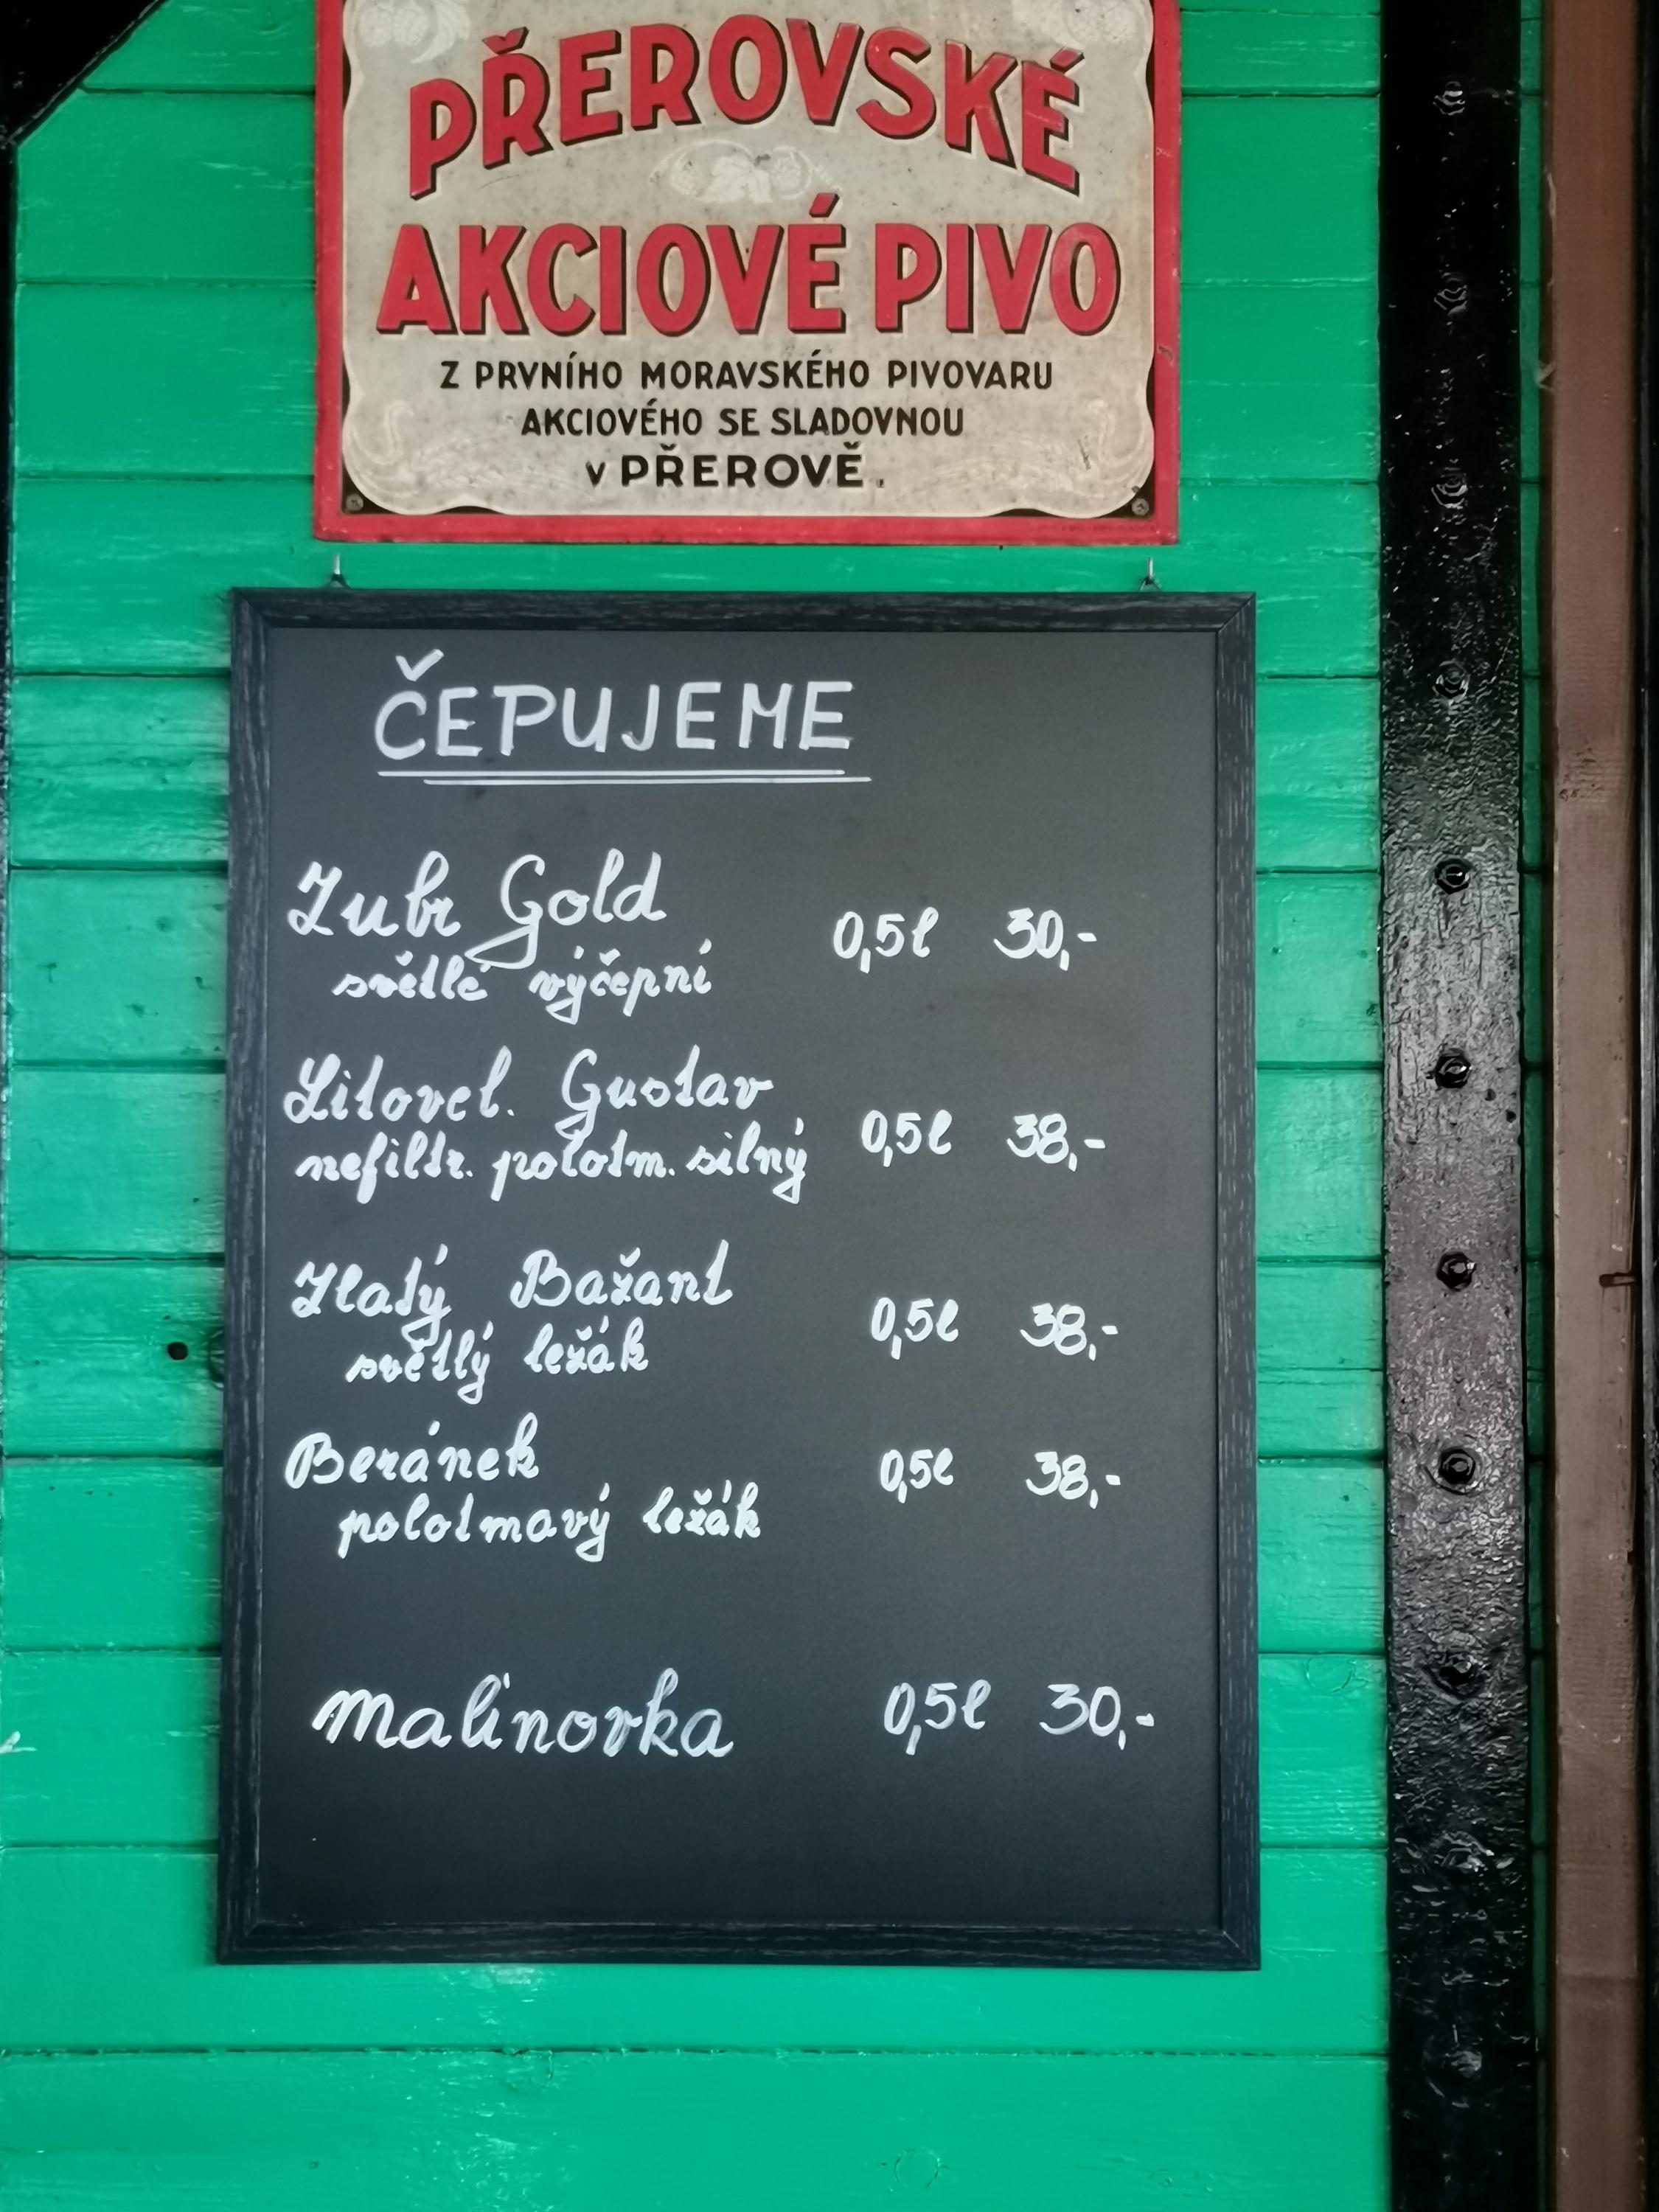 PŘEROVSKÉ
AKCIOVÉ PIVO
Z PRVNÍHO MORAVSKÉHO PIVOVARU
AKCIOVÉHO SE SLADOVNOU
V PŘEROVĚ.
ČEPUJEME
Zubr Gold 0,5l 30,-
světlé výčepní
Litovel. Gustav 0,5l 38,-
nefiltr. polotm. silný
Zlatý Bažant 0,5l 38,-
světlý ležák
Beránek 0,5l 38,-
polotmavý ležák
Malinovka 0,5l 30,-